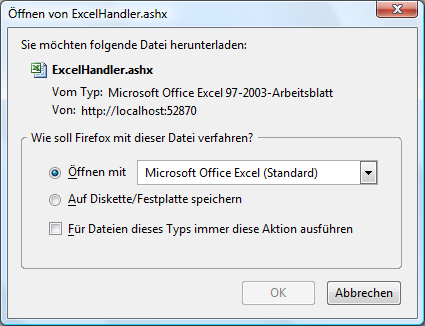 Öffnen von ExcelHandler.ashx
Sie möchten folgende Datei herunterladen:
ExcelHandler.ashx
Vom Typ: Microsoft Office Excel 97-2003-Arbeitsblatt
Von: http://localhost:52870
Wie soll Firefox mit dieser Datei verfahren?
Öffnen mit Microsoft Office Excel (Standard)
Auf Diskette/Festplatte speichern
Für Dateien dieses Typs immer diese Aktion ausführen
OK Abbrechen